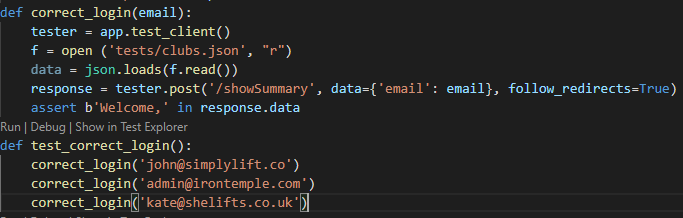 def correct_login(email):
    tester = app.test_client()
    f = open ('tests/clubs.json', "r")
    data = json.loads(f.read())
    response = tester.post('/showSummary', data={'email': email}, follow_redirects=True)
    assert b'Welcome,' in response.data
Run | Debug | Show in Test Explorer
def test_correct_login():
    correct_login('john@simplylift.co')
    correct_login('admin@irontemple.com')
    correct_login('kate@shelifts.co.uk')